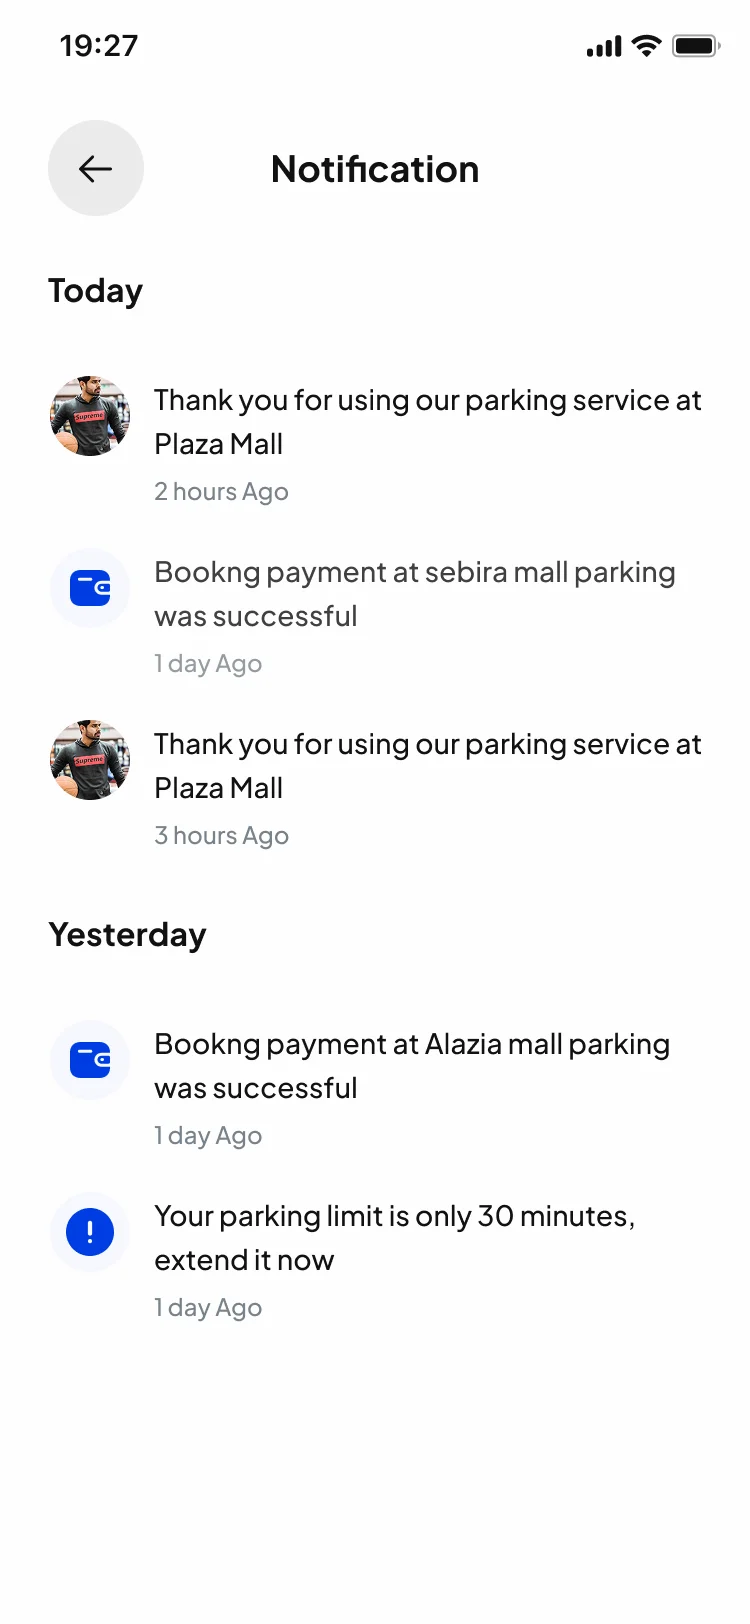 19:27
Notification
Today
Supreme
Thank you for using our parking service at
Plaza Mall
2 hours Ago
Bookng payment at sebira mall parking
was successful
1 day Ago
Supreme
Thank you for using our parking service at
Plaza Mall
3 hours Ago
Yesterday
Bookng payment at Alazia mall parking
was successful
1 day Ago
Your parking limit is only 30 minutes,
extend it now
1 day Ago